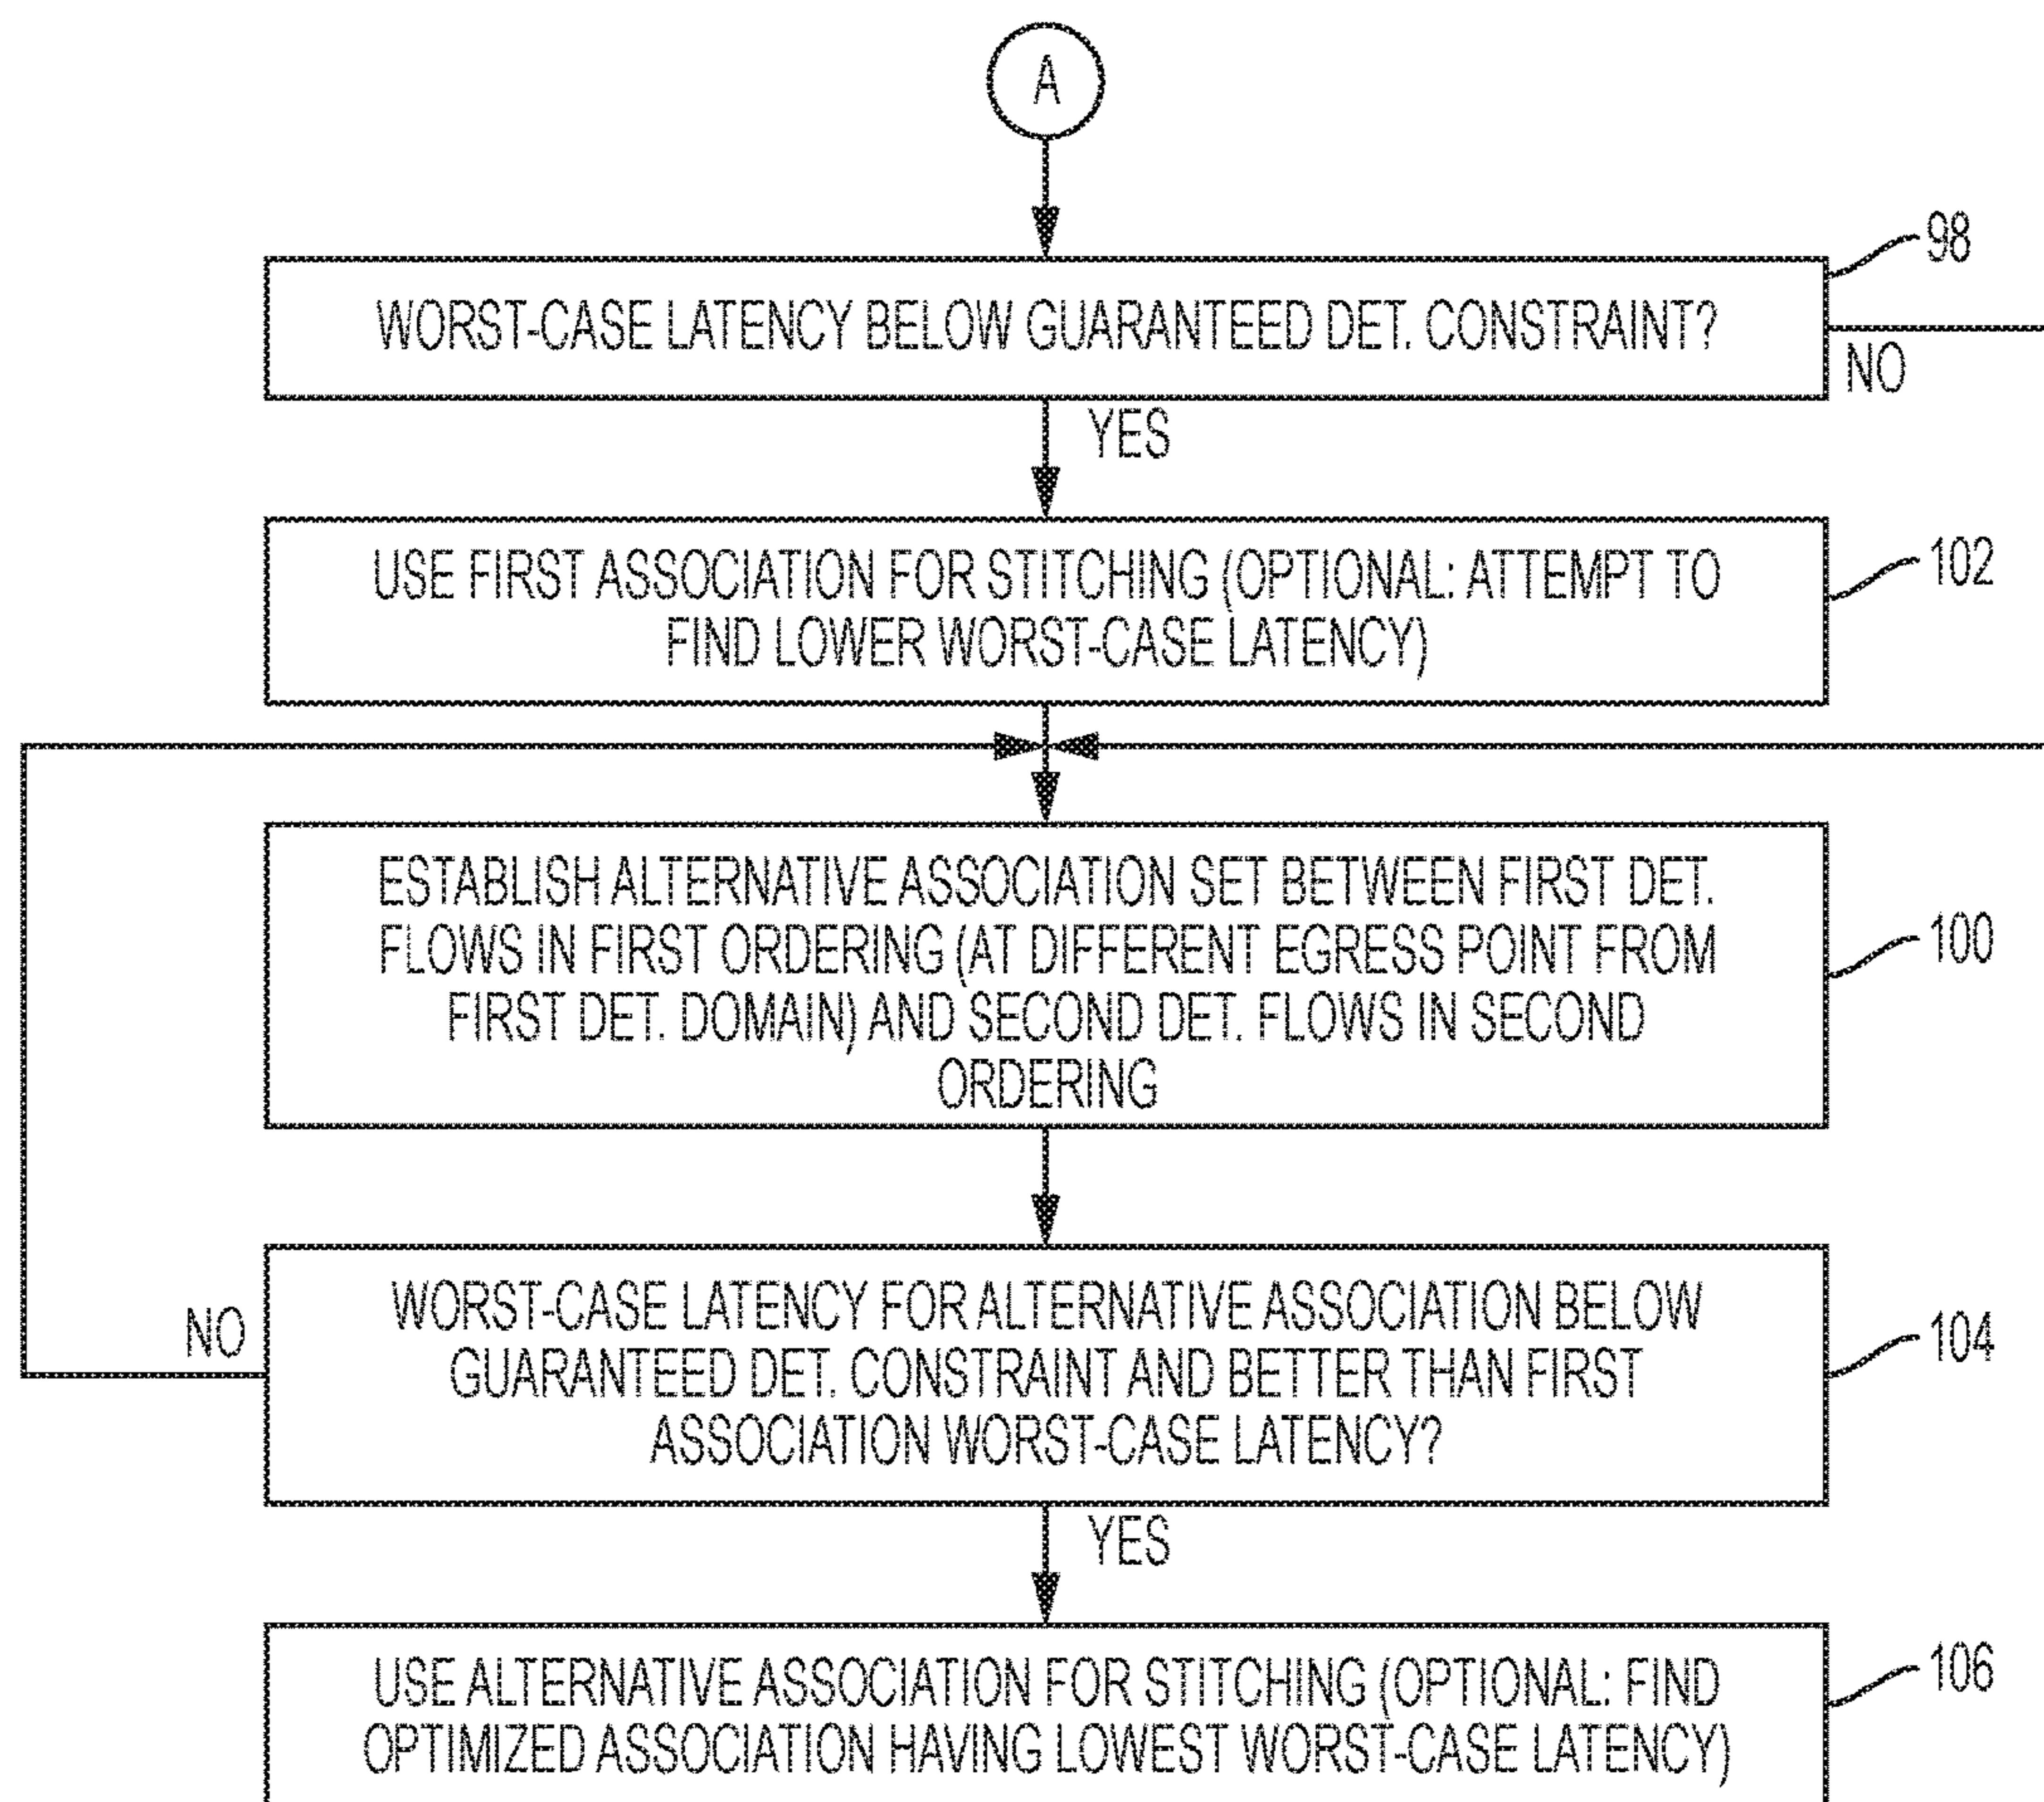 A
98
WORST-CASE LATENCY BELOW GUARANTEED DET. CONSTRAINT?
NO
YES
USE FIRST ASSOCIATION FOR STITCHING (OPTIONAL: ATTEMPT TO
FIND LOWER WORST-CASE LATENCY)
102
ESTABLISH ALTERNATIVE ASSOCIATION SET BETWEEN FIRST DET.
FLOWS IN FIRST ORDERING (AT DIFFERENT EGRESS POINT FROM
FIRST DET. DOMAIN) AND SECOND DET. FLOWS IN SECOND
ORDERING
100
NO
WORST-CASE LATENCY FOR ALTERNATIVE ASSOCIATION BELOW
GUARANTEED DET. CONSTRAINT AND BETTER THAN FIRST
ASSOCIATION WORST-CASE LATENCY?
104
YES
USE ALTERNATIVE ASSOCIATION FOR STITCHING (OPTIONAL: FIND
OPTIMIZED ASSOCIATION HAVING LOWEST WORST-CASE LATENCY)
106